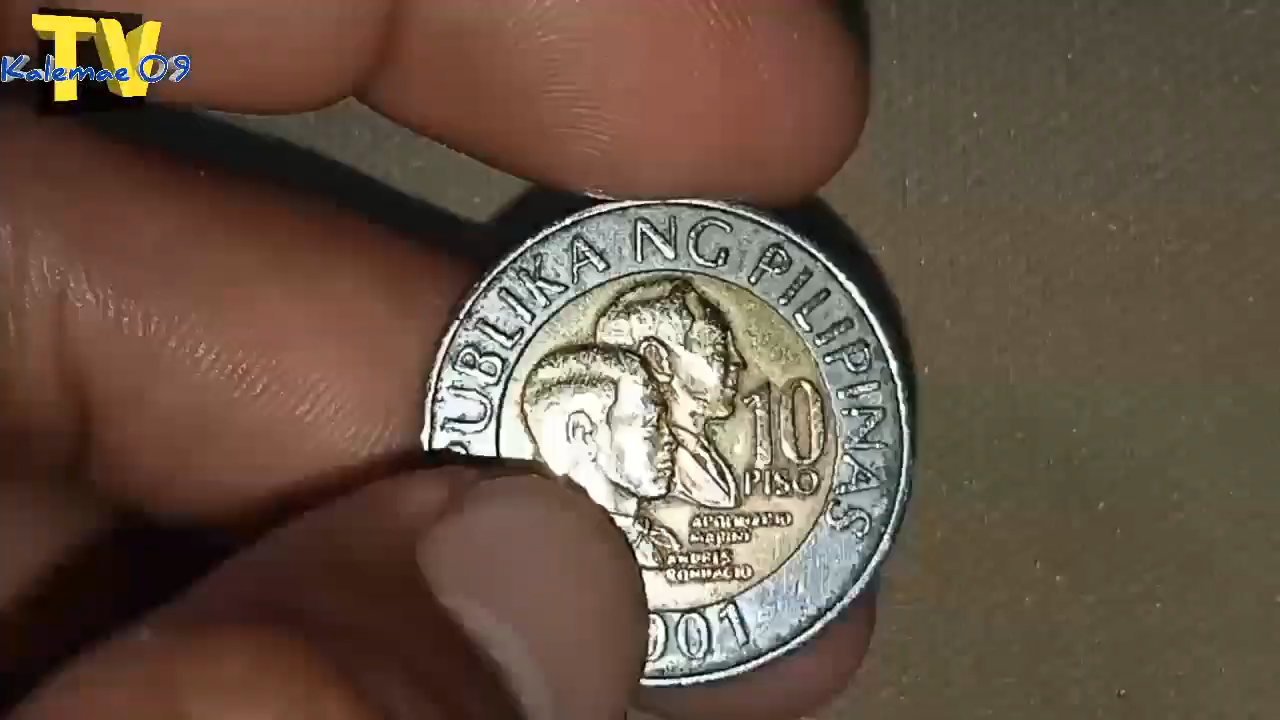 TV
Kalemae 09
PUBLIKA NG PILIPINAS
10
PISO
APOLINARIO
MABINI
ANDRES
BONIFACIO
001